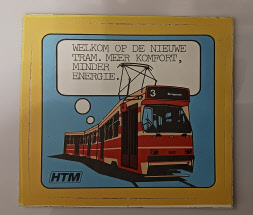 WELKOM OP DE NIEUWE
TRAM. MEER KOMFORT,
MINDER
ENERGIE.
3
HTM